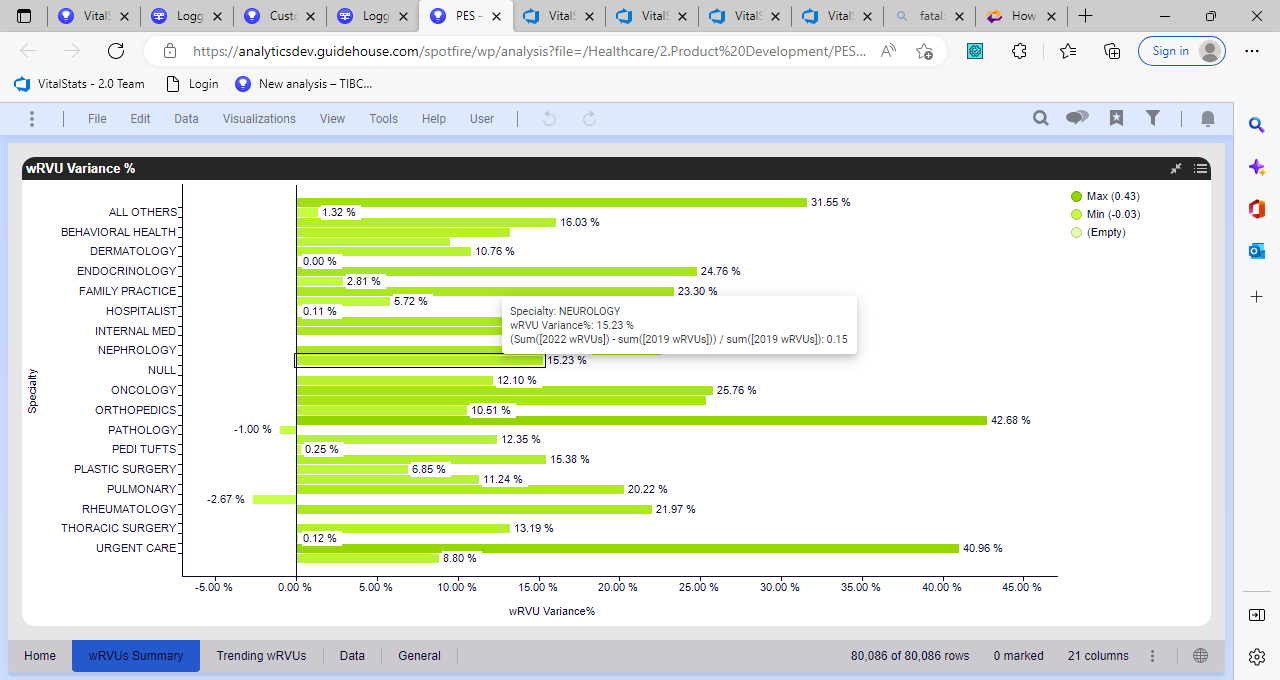 VitalS
Logg
Custo
Logg
PES –
VitalS
VitalS
VitalS
VitalS
fatal
How
https://analyticsdev.guidehouse.com/spotfire/wp/analysis?file=/Healthcare/2.Product%20Development/PES...
Sign in
VitalStats - 2.0 Team
Login
New analysis – TIBC...
File
Edit
Data
Visualizations
View
Tools
Help
User
wRVU Variance %
Max (0.43)
Min (-0.03)
(Empty)
31.55 %
ALL OTHERS
1.32 %
16.03 %
BEHAVIORAL HEALTH
DERMATOLOGY
10.76 %
0.00 %
ENDOCRINOLOGY
24.76 %
2.81 %
FAMILY PRACTICE
23.30 %
5.72 %
HOSPITALIST
0.11 %
Specialty: NEUROLOGY
wRVU Variance%: 15.23 %
(Sum([2022 wRVUs]) - sum([2019 wRVUs])) / sum([2019 wRVUs]): 0.15
INTERNAL MED
NEPHROLOGY
15.23 %
NULL
12.10 %
ONCOLOGY
25.76 %
ORTHOPEDICS
10.51 %
42.68 %
PATHOLOGY
-1.00 %
12.35 %
PEDI TUFTS
0.25 %
15.38 %
PLASTIC SURGERY
6.85 %
11.24 %
PULMONARY
20.22 %
-2.67 %
RHEUMATOLOGY
21.97 %
THORACIC SURGERY
13.19 %
0.12 %
URGENT CARE
40.96 %
8.80 %
Specialty
-5.00 %
0.00 %
5.00 %
10.00 %
15.00 %
20.00 %
25.00 %
30.00 %
35.00 %
40.00 %
45.00 %
wRVU Variance%
Home
wRVUs Summary
Trending wRVUs
Data
General
80,086 of 80,086 rows
0 marked
21 columns